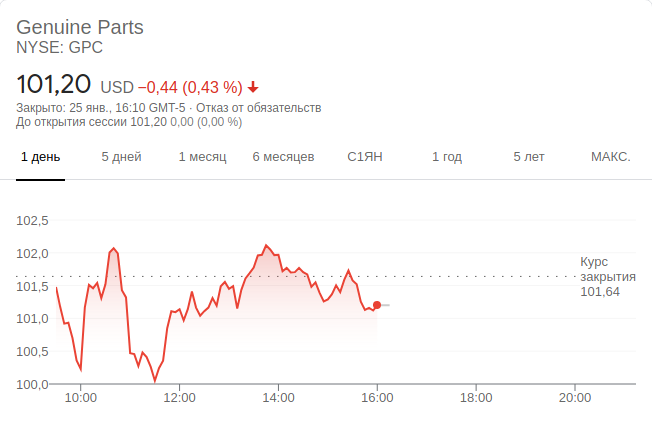 Genuine Parts
NYSE: GPC
101,20 USD −0,44 (0,43 %)
Закрыто: 25 янв., 16:10 GMT-5 · Отказ от обязательств
До открытия сессии 101,20 0,00 (0,00 %)
1 день 5 дней 1 месяц 6 месяцев С1ЯН 1 год 5 лет МАКС.
102,5
102,0
Курс
закрытия
101,64
101,5
101,0
100,5
100,0
10:00 12:00 14:00 16:00 18:00 20:00